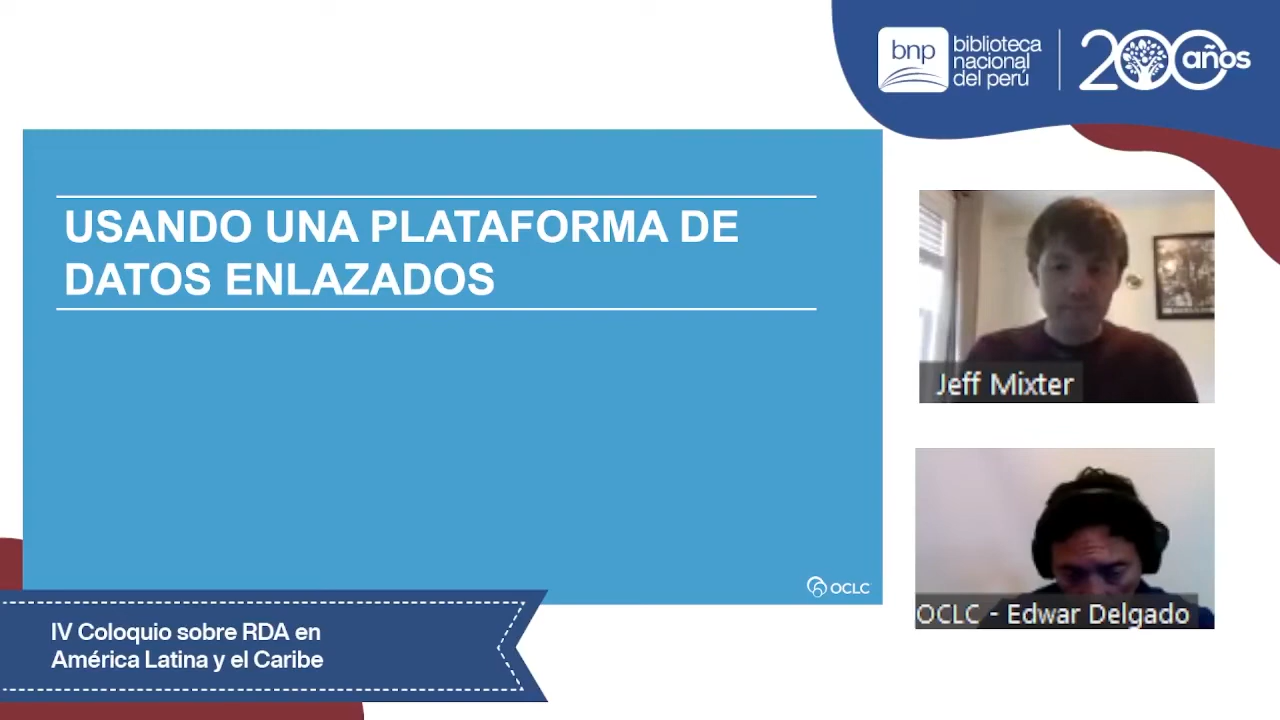 bnp
biblioteca
nacional
del perú
200 años
USANDO UNA PLATAFORMA DE
DATOS ENLAZADOS
Jeff Mixter
OCLC
OCLC - Edwar Delgado
IV Coloquio sobre RDA en
América Latina y el Caribe